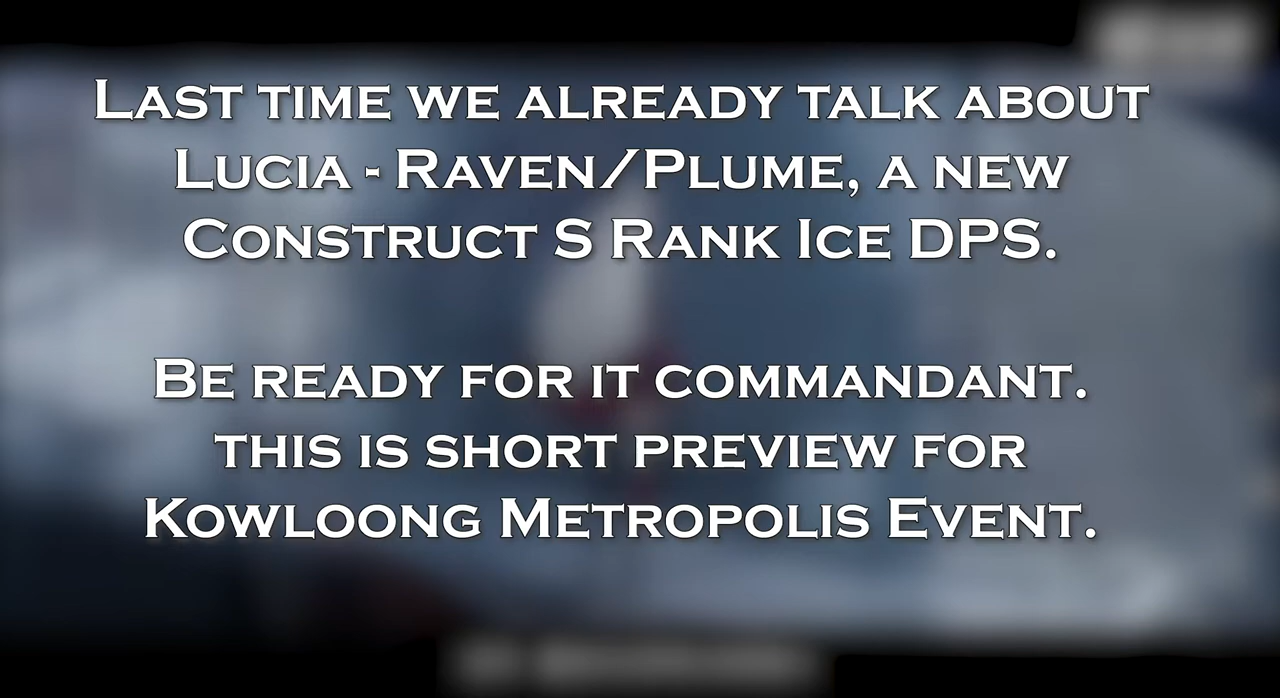 Last time we already talk about
Lucia - Raven/Plume, a new
Construct S Rank Ice DPS.
Be ready for it commandant.
this is short preview for
Kowloong Metropolis Event.